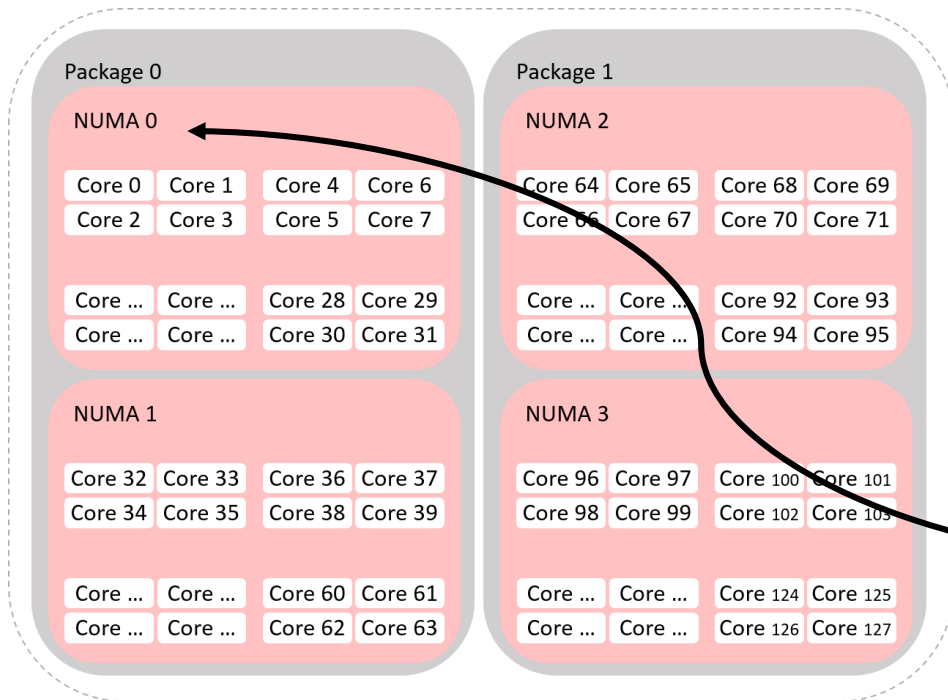 Package 0
NUMA 0
Core 0 Core 1 Core 4 Core 6
Core 2 Core 3 Core 5 Core 7
Core ... Core ... Core 28 Core 29
Core ... Core ... Core 30 Core 31
NUMA 1
Core 32 Core 33 Core 36 Core 37
Core 34 Core 35 Core 38 Core 39
Core ... Core ... Core 60 Core 61
Core ... Core ... Core 62 Core 63
Package 1
NUMA 2
Core 64 Core 65 Core 68 Core 69
Core 66 Core 67 Core 70 Core 71
Core ... Core ... Core 92 Core 93
Core ... Core ... Core 94 Core 95
NUMA 3
Core 96 Core 97 Core 100 Core 101
Core 98 Core 99 Core 102 Core 103
Core ... Core ... Core 124 Core 125
Core ... Core ... Core 126 Core 127